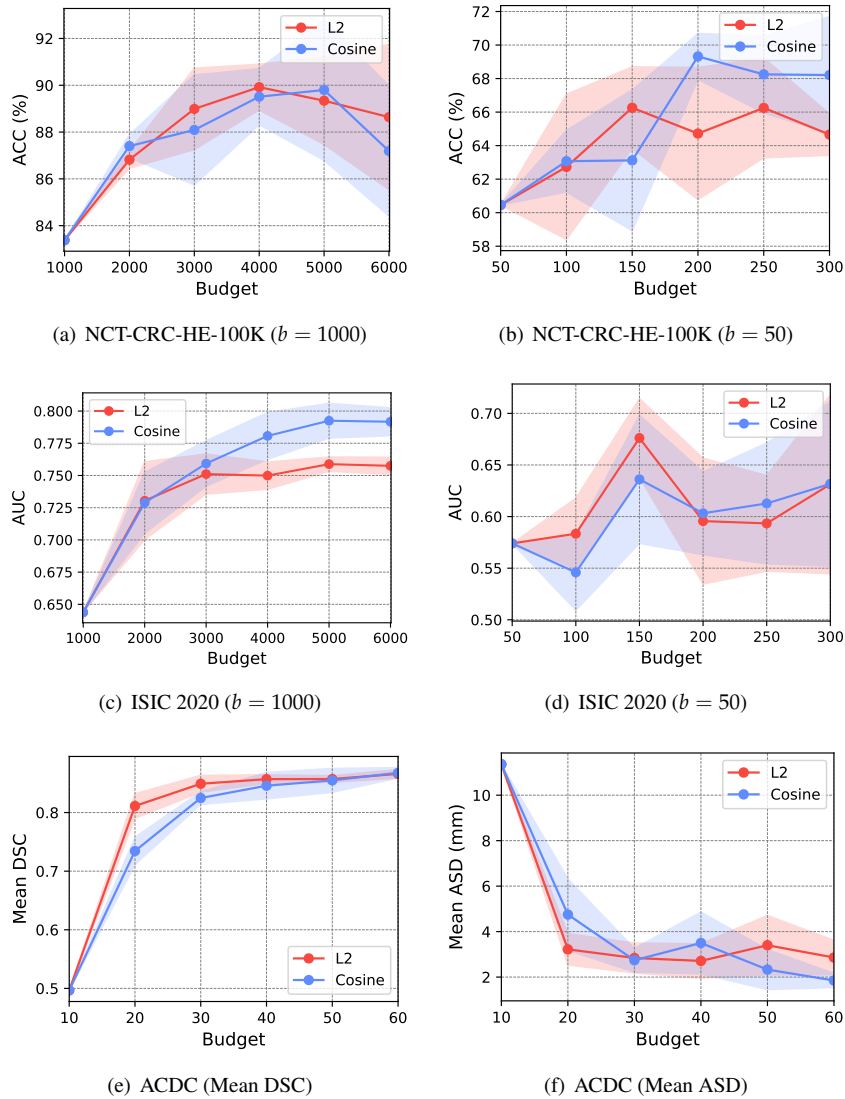 92
90
88
86
84
ACC (%)
L2
Cosine
1000 2000 3000 4000 5000 6000
Budget
(a) NCT-CRC-HE-100K (b = 1000)
72
70
68
66
64
62
60
58
ACC (%)
L2
Cosine
50 100 150 200 250 300
Budget
(b) NCT-CRC-HE-100K (b = 50)
0.800
0.775
0.750
0.725
0.700
0.675
0.650
AUC
L2
Cosine
1000 2000 3000 4000 5000 6000
Budget
(c) ISIC 2020 (b = 1000)
0.70
0.65
0.60
0.55
0.50
AUC
L2
Cosine
50 100 150 200 250 300
Budget
(d) ISIC 2020 (b = 50)
0.8
0.7
0.6
0.5
Mean DSC
L2
Cosine
10 20 30 40 50 60
Budget
(e) ACDC (Mean DSC)
10
8
6
4
2
Mean ASD (mm)
L2
Cosine
10 20 30 40 50 60
Budget
(f) ACDC (Mean ASD)